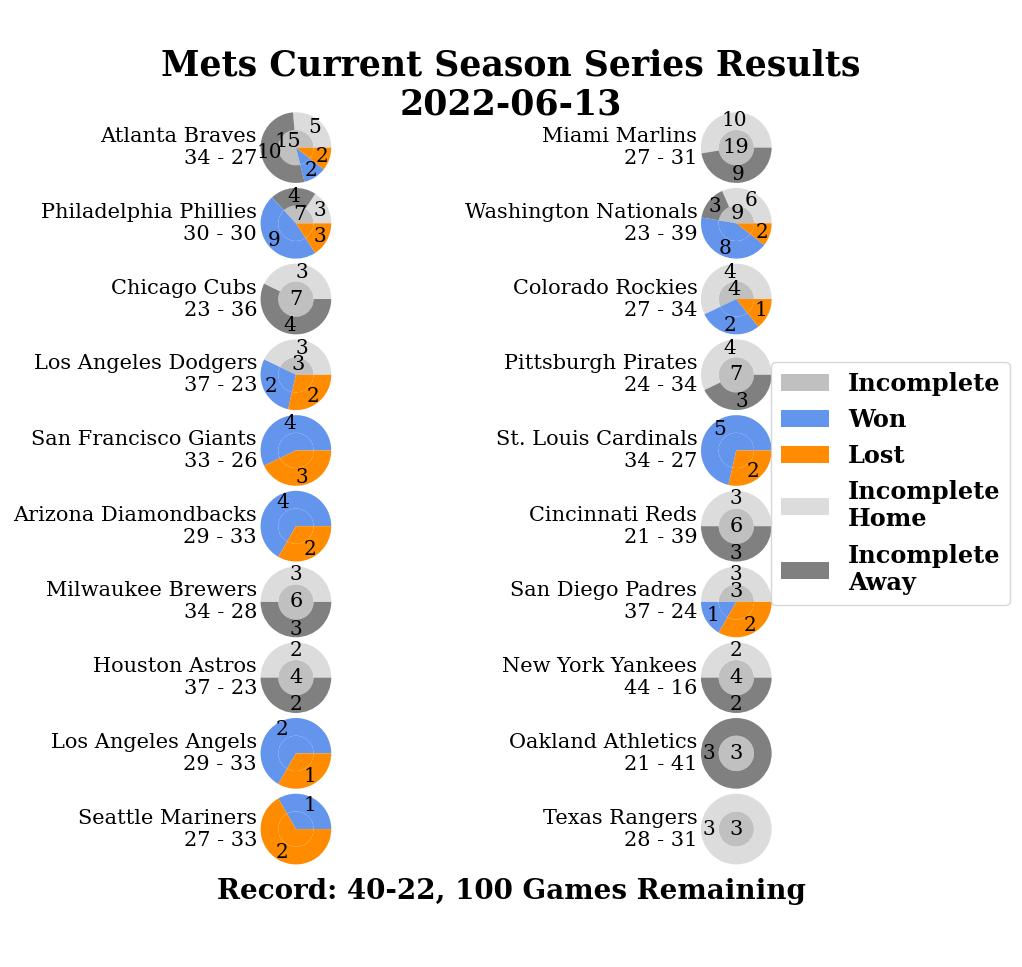 Mets Current Season Series Results
2022-06-13
Atlanta Braves
34 - 27
5
15
10
2
2
Miami Marlins
27 - 31
10
19
9
Philadelphia Phillies
30 - 30
4
3
7
9
3
Washington Nationals
23 - 39
6
3
9
2
8
Chicago Cubs
23 - 36
3
7
4
Colorado Rockies
27 - 34
4
4
1
2
Los Angeles Dodgers
37 - 23
3
3
2
2
Pittsburgh Pirates
24 - 34
4
7
3
San Francisco Giants
33 - 26
4
3
St. Louis Cardinals
34 - 27
5
2
Arizona Diamondbacks
29 - 33
4
2
Cincinnati Reds
21 - 39
3
6
3
Milwaukee Brewers
34 - 28
3
6
3
San Diego Padres
37 - 24
3
3
1
2
Houston Astros
37 - 23
2
4
2
New York Yankees
44 - 16
2
4
2
Los Angeles Angels
29 - 33
2
1
Oakland Athletics
21 - 41
3
3
Seattle Mariners
27 - 33
1
2
Texas Rangers
28 - 31
3
3
Incomplete
Won
Lost
Incomplete
Home
Incomplete
Away
Record: 40-22, 100 Games Remaining